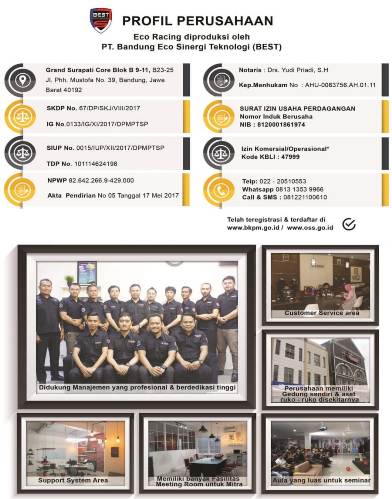 BEST
PROFIL PERUSAHAAN
Eco Racing diproduksi oleh
PT. Bandung Eco Sinergi Teknologi (BEST)
Grand Surapati Core Blok B 9-11, B23-25
Jl. Phh. Mustofa No. 39, Bandung, Jawa
Barat 40192
SKDP No. 67/DP/SKJ/VIII/2017
IG No.0133/IG/XI/2017/DPMPTSP
SIUP No. 0015/IUP/XII/2017/DPMPTSP
TDP No. 101114624198
NPWP 82.642.266.9-429.000
Akta Pendirian No 05 Tanggal 17 Mei 2017
Notaris : Drs. Yudi Priadi, S.H
Kep.Menhukam No : AHU-0083756.AH.01.11
SURAT IZIN USAHA PERDAGANGAN
Nomor Induk Berusaha
NIB : 8120001861974
Izin Komersial/Operasional*
Kode KBLI : 47999
Telp: 022 - 20510553
Whatsapp 0813 1353 9966
Call & SMS : 081221100610
Telah teregistrasi & terdaftar di
www.bkpm.go.id / www.oss.go.id
Didukung Manajemen yang profesional & berdedikasi tinggi
Customer Service area
Perusahaan memiliki
Gedung sendiri & aset
ruko - ruko disekitarnya
Support System Area
Memiliki banyak Fasilitas
Meeting Room untuk Mitra
Aula yang luas untuk seminar